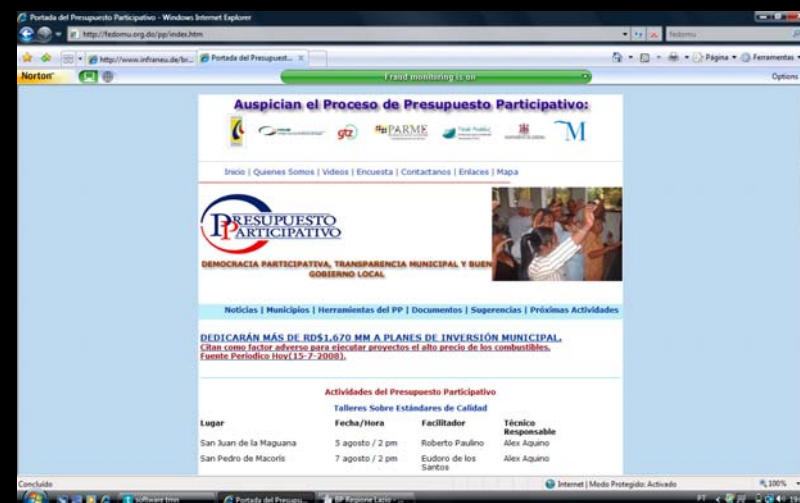 Portada del Presupuesto Participativo - Windows Internet Explorer
http://fedomu.org.do/pp/index.htm
fedomu
http://www.infraneu.de/br...
Portada del Presupuest...
Página
Ferramentas
Norton
Fraud monitoring is on
Options
Auspician el Proceso de Presupuesto Participativo:
gtz
PARME
M
Inicio | Quienes Somos | Videos | Encuesta | Contactanos | Enlaces | Mapa
PRESUPUESTO
PARTICIPATIVO
DEMOCRACIA PARTICIPATIVA, TRANSPARENCIA MUNICIPAL Y BUEN
GOBIERNO LOCAL
Noticias | Municipios | Herramientas del PP | Documentos | Sugerencias | Próximas Actividades
DEDICARÁN MÁS DE RD$1,670 MM A PLANES DE INVERSIÓN MUNICIPAL.
Citan como factor adverso para ejecutar proyectos el alto precio de los combustibles.
Fuente Periodico Hoy(15-7-2008).
Actividades del Presupuesto Participativo
Talleres Sobre Estándares de Calidad
Lugar Fecha/Hora Facilitador Técnico
Responsable
San Juan de la Maguana 5 agosto / 2 pm Roberto Paulino Alex Aquino
San Pedro de Macorís 7 agosto / 2 pm Eudoro de los
Santos Alex Aquino
Concluído
Internet | Modo Protegido: Activado
100%
software tmn
Portada del Presupu...
BP Regione Lazio - ...
PT